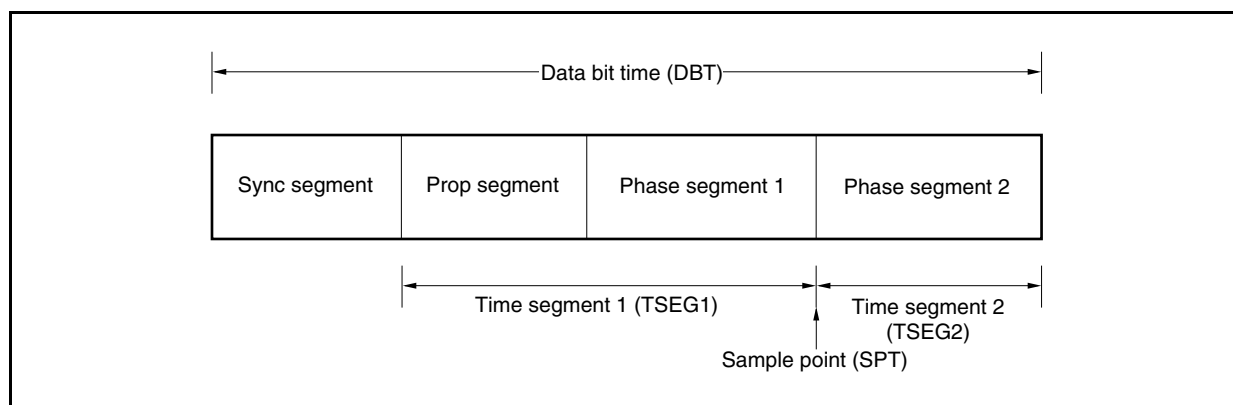 Data bit time (DBT)
Sync segment
Prop segment
Phase segment 1
Phase segment 2
Time segment 1 (TSEG1)
Time segment 2
(TSEG2)
Sample point (SPT)